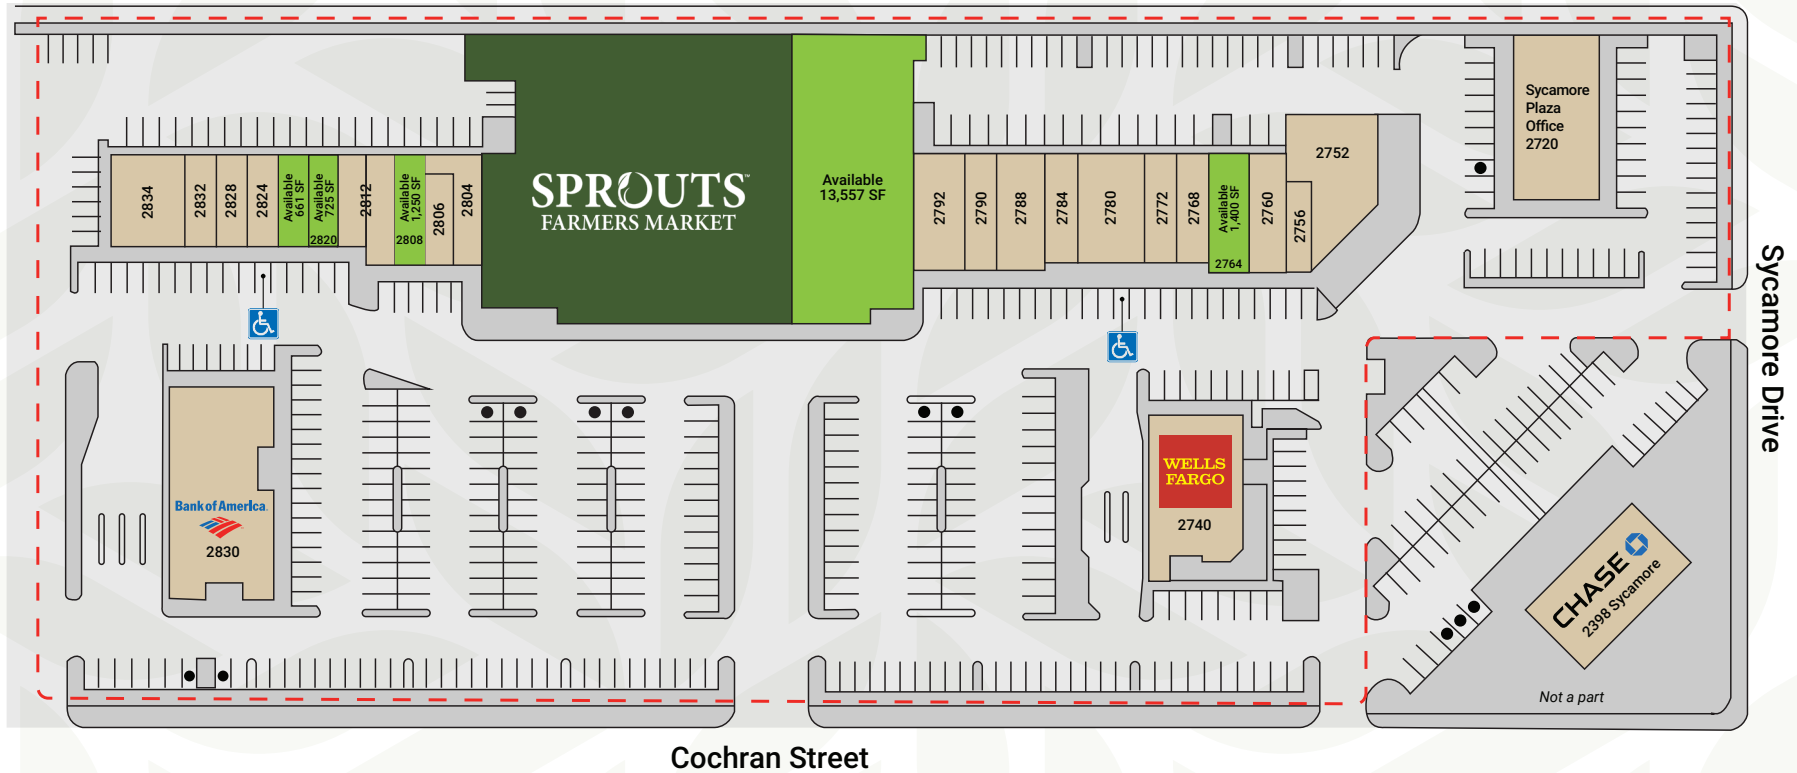 2834
2832
2828
2824
Available
661 SF
Available
725 SF
2820
2812
Available
1,250 SF
2808
2806
2804
SPROUTS™
FARMERS MARKET
Available
13,557 SF
2792
2790
2788
2784
2780
2772
2768
Available
1,400 SF
2764
2760
2756
2752
Sycamore
Plaza
Office
2720
Sycamore Drive
Bank of America
2830
WELLS
FARGO
2740
CHASE
2398 Sycamore
Not a part
Cochran Street